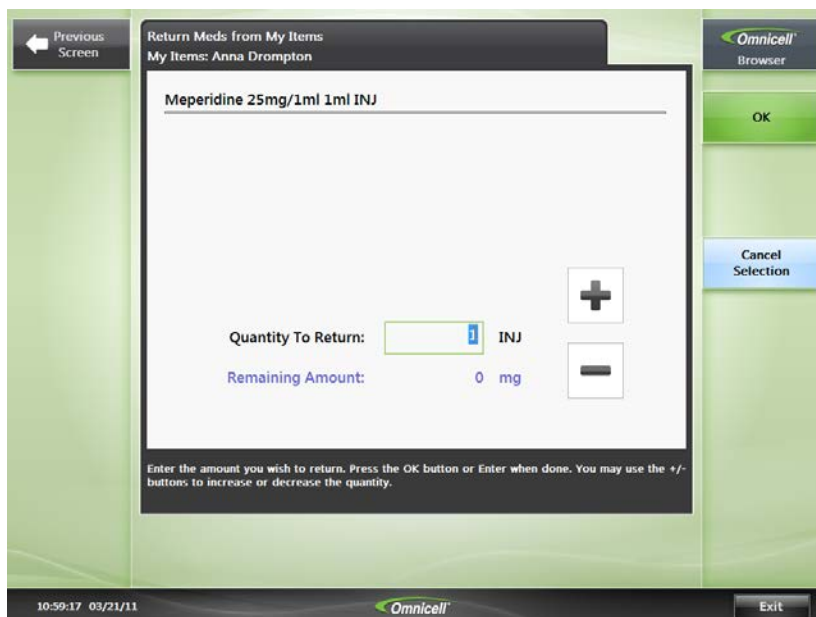 Previous
Screen
Return Meds from My Items
My Items: Anna Drompton
Omnicell
Browser
Meperidine 25mg/1ml 1ml INJ
OK
Cancel
Selection
+
Quantity To Return: 1 INJ
Remaining Amount: 0 mg
-
Enter the amount you wish to return. Press the OK button or Enter when done. You may use the +/-
buttons to increase or decrease the quantity.
10:59:17 03/21/11
Omnicell
Exit